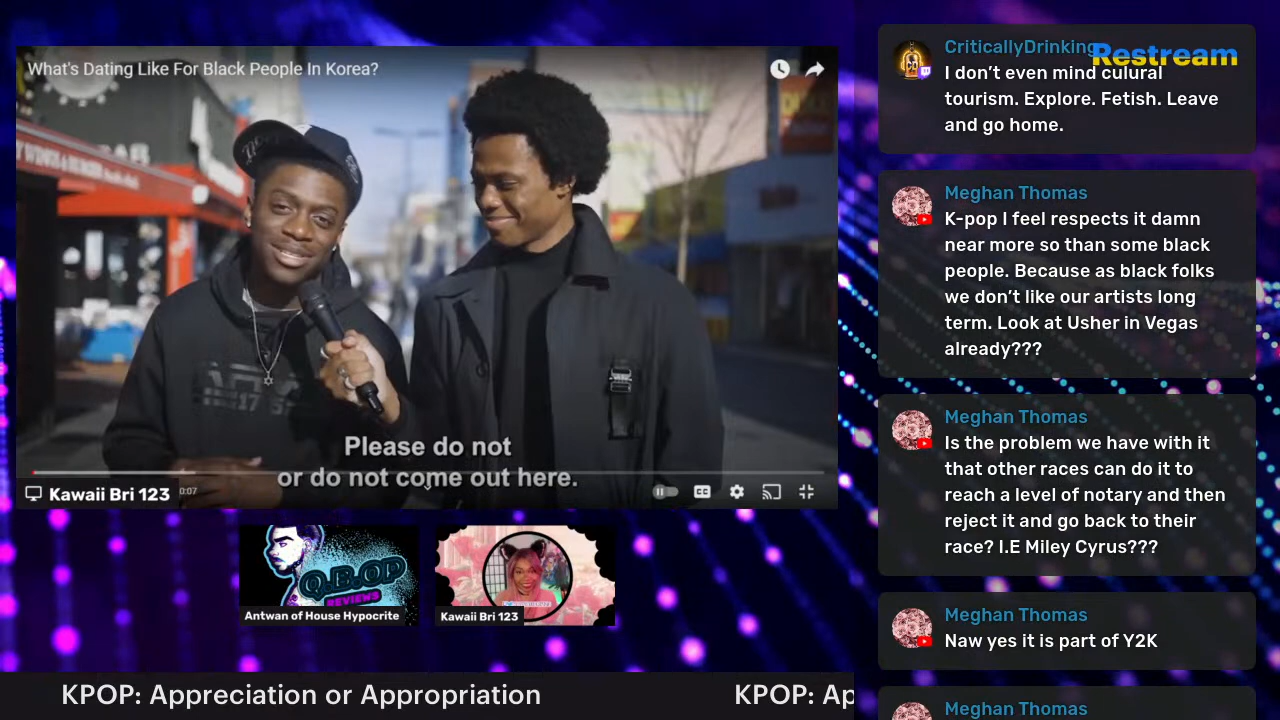 What's Dating Like For Black People In Korea?
Please do not
or do not come out here.
Kawaii Bri 123
0:07
CC
Q.B.OP
REVIEWS
Antwan of House Hypocrite
Kawaii Bri 123
KPOP: Appreciation or Appropriation
KPOP: Ap
Restream
CriticallyDrinking
I don’t even mind culural
tourism. Explore. Fetish. Leave
and go home.
Meghan Thomas
K-pop I feel respects it damn
near more so than some black
people. Because as black folks
we don’t like our artists long
term. Look at Usher in Vegas
already???
Meghan Thomas
Is the problem we have with it
that other races can do it to
reach a level of notary and then
reject it and go back to their
race? I.E Miley Cyrus???
Meghan Thomas
Naw yes it is part of Y2K
Meghan Thomas